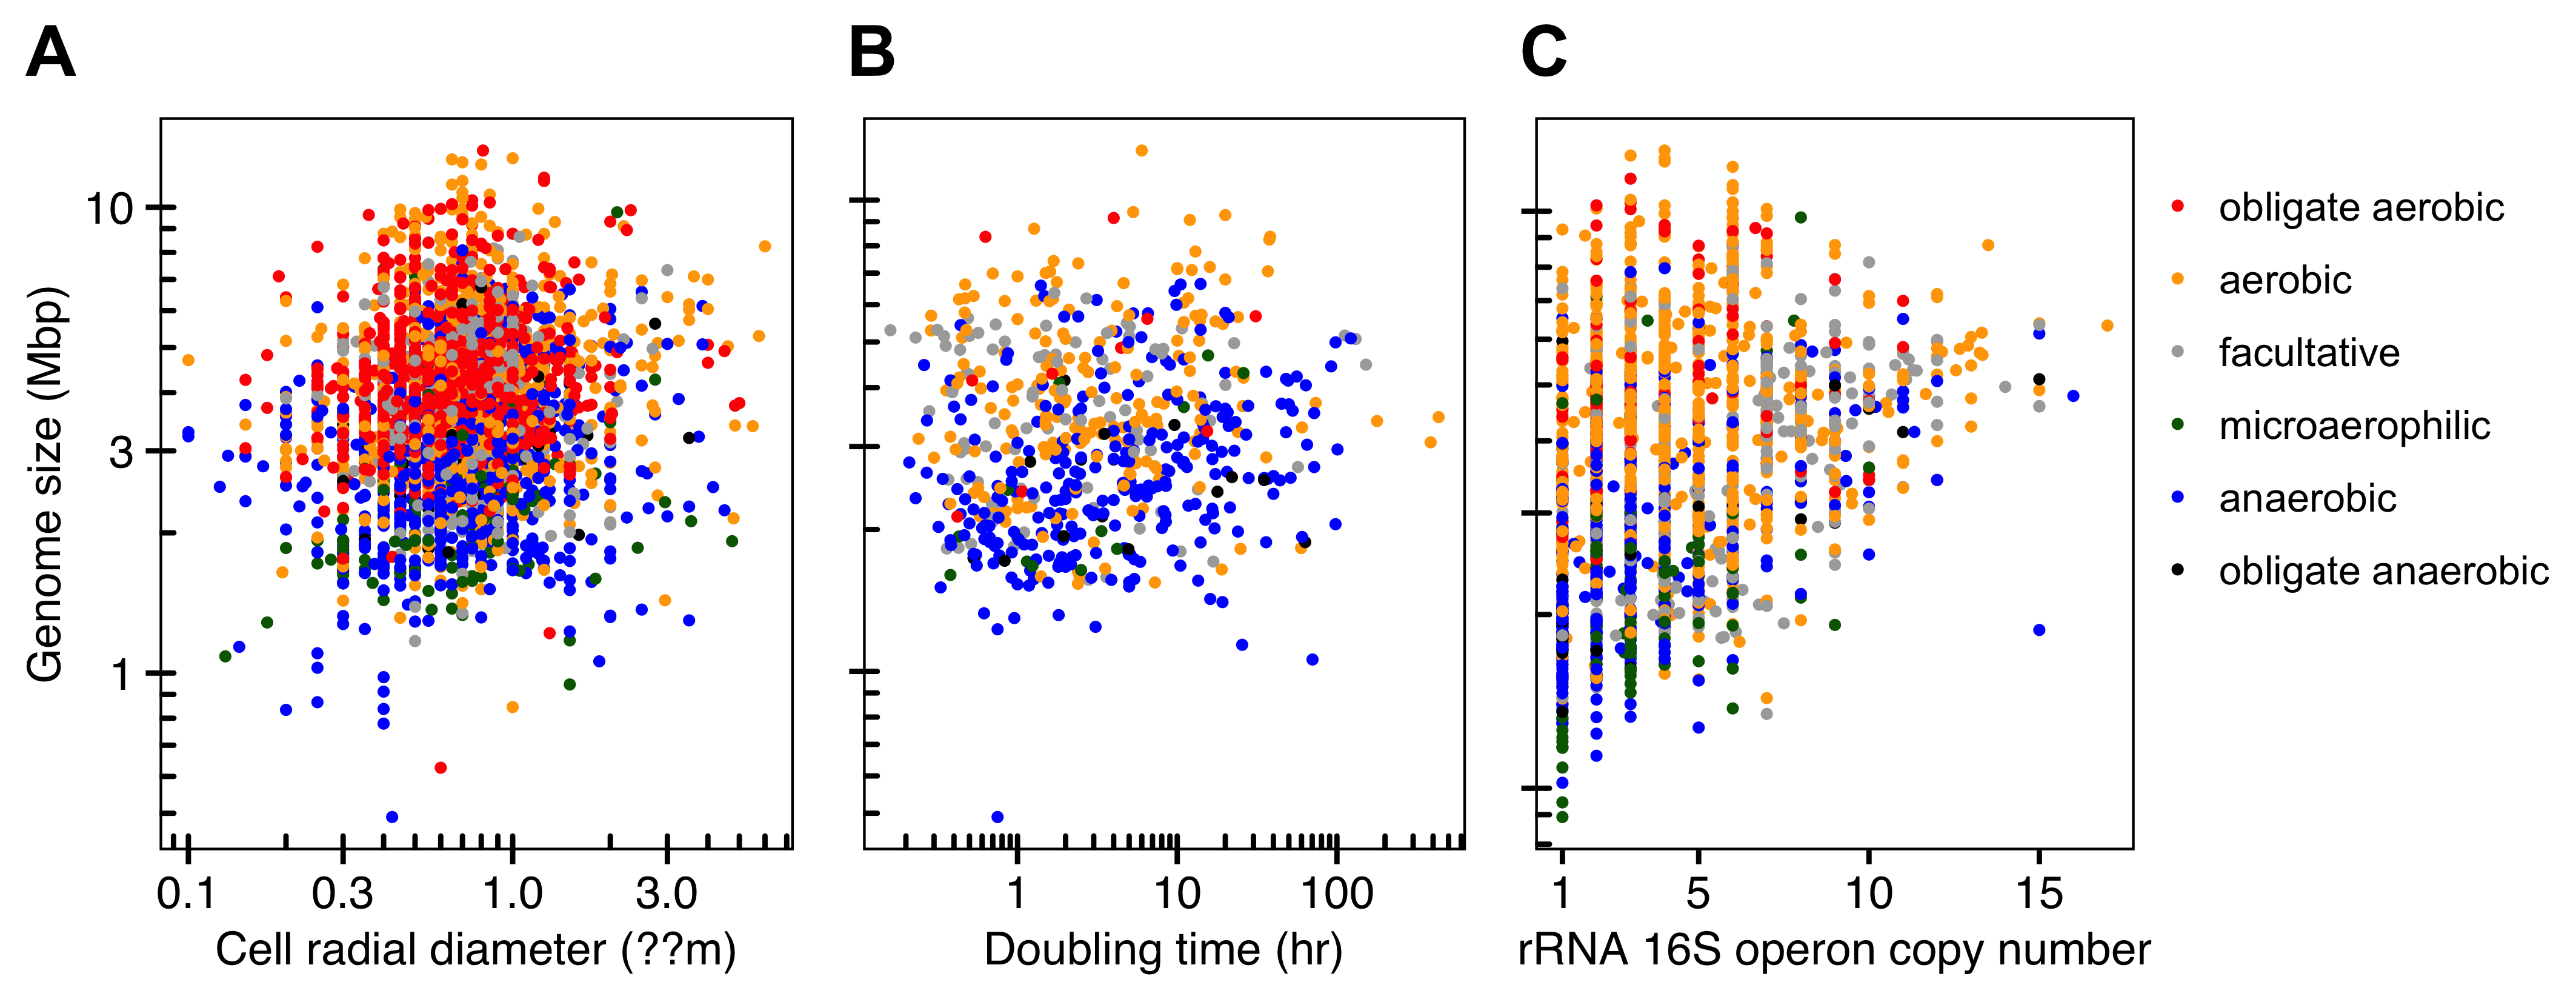 A
B
C
Genome size (Mbp)
10
3
1
0.1
0.3
1.0
3.0
Cell radial diameter (??m)
1
10
100
Doubling time (hr)
1
5
10
15
rRNA 16S operon copy number
obligate aerobic
aerobic
facultative
microaerophilic
anaerobic
obligate anaerobic